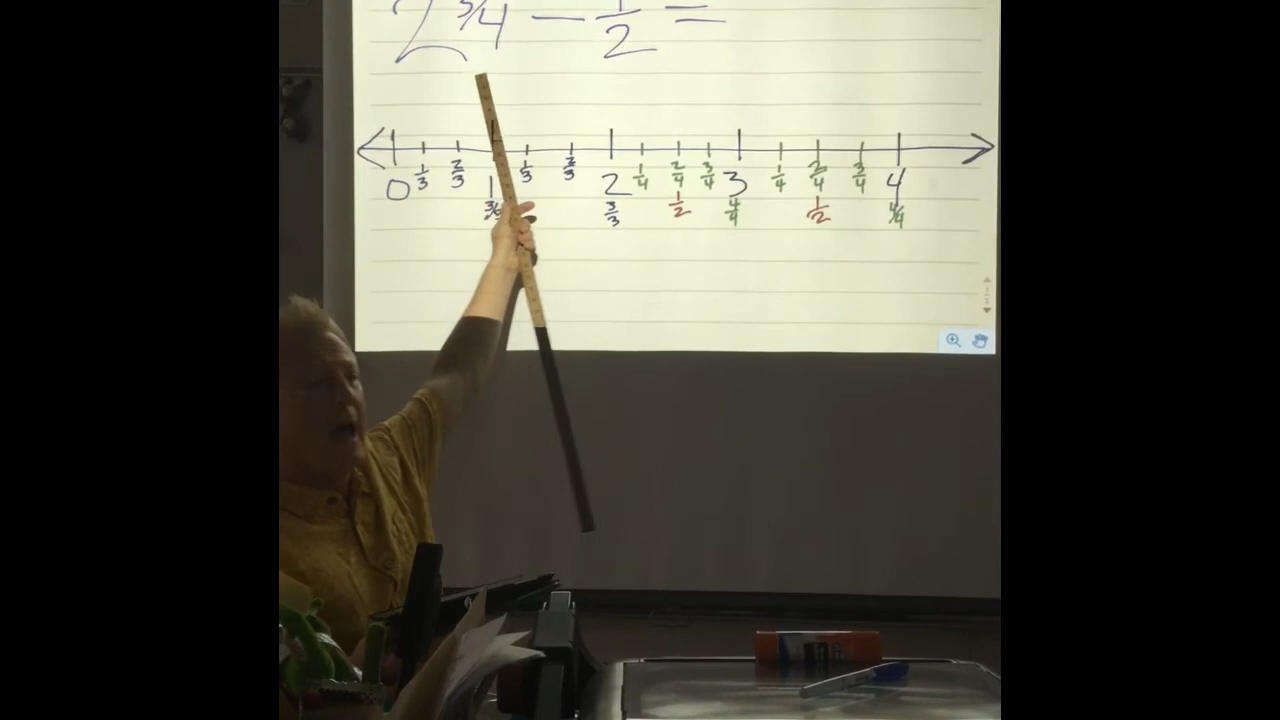 2 3/4 - 1/2 =
0 1/3 2/3 1 1/3 2/3 2 1/4 2/4 3/4 3 1/4 2/4 3/4 4
3/3 3/3 1/2 4/4 1/2 4/4